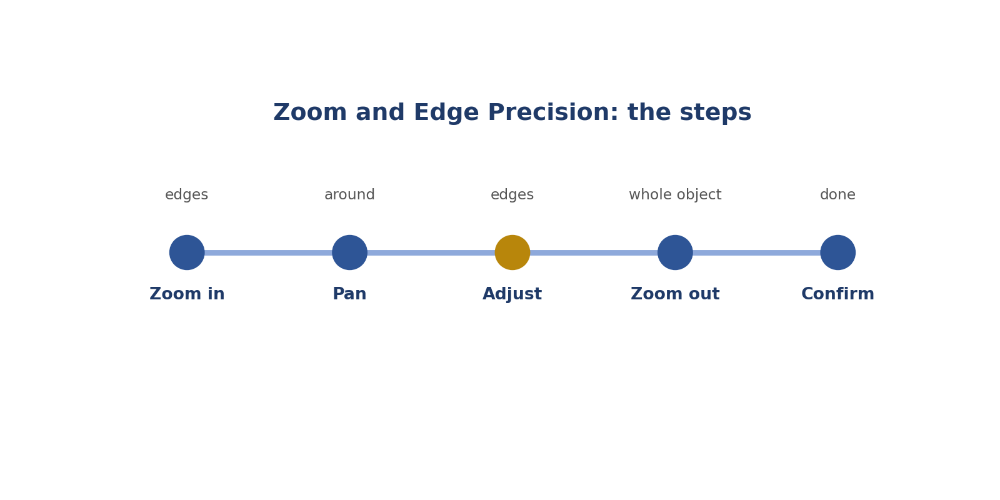 Zoom and Edge Precision: the steps
edges around edges whole object done
Zoom in Pan Adjust Zoom out Confirm